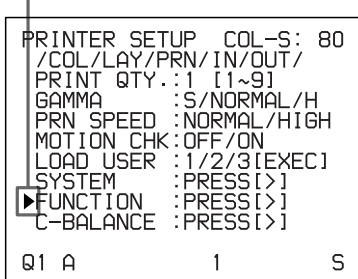 PRINTER SETUP COL-S: 80
/COL/LAY/PRN/IN/OUT/
PRINT QTY.:1 [1~9]
GAMMA :S/NORMAL/H
PRN SPEED :NORMAL/HIGH
MOTION CHK:OFF/ON
LOAD USER :1/2/3[EXEC]
SYSTEM :PRESS[>]
▶FUNCTION :PRESS[>]
C-BALANCE :PRESS[>]
Q1 A 1 S